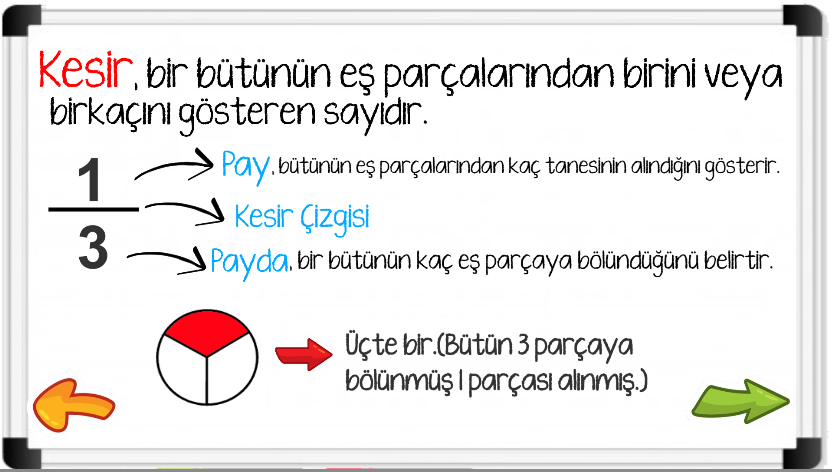 Kesir, bir bütünün eş parçalarından birini veya
birkaçını gösteren sayıdır.
1
Pay, bütünün eş parçalarından kaç tanesinin alındığını gösterir.
Kesir Çizgisi
3
Payda, bir bütünün kaç eş parçaya bölündüğünü belirtir.
Üçte bir.(Bütün 3 parçaya
bölünmüş 1 parçası alınmış.)